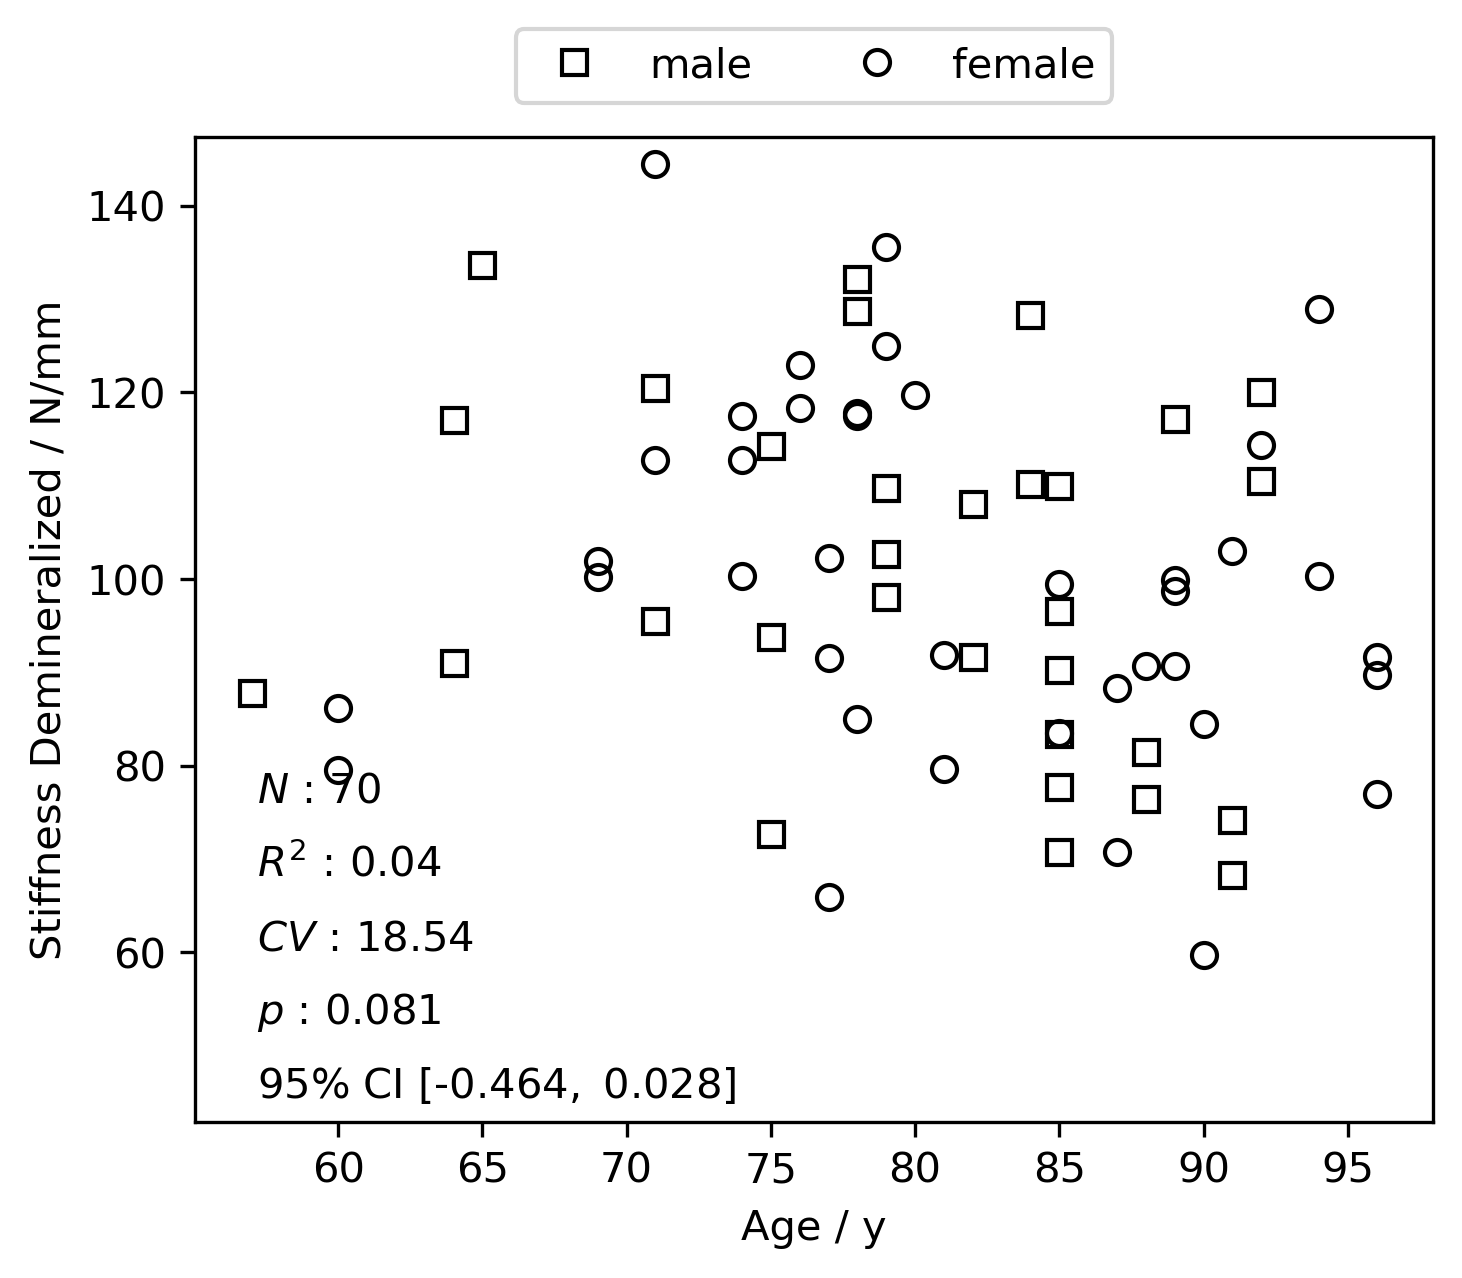 male female
Stiffness Demineralized / N/mm
140
120
100
80
60
N : 70
R² : 0.04
CV : 18.54
p : 0.081
95% CI [-0.464, 0.028]
60 65 70 75 80 85 90 95
Age / y